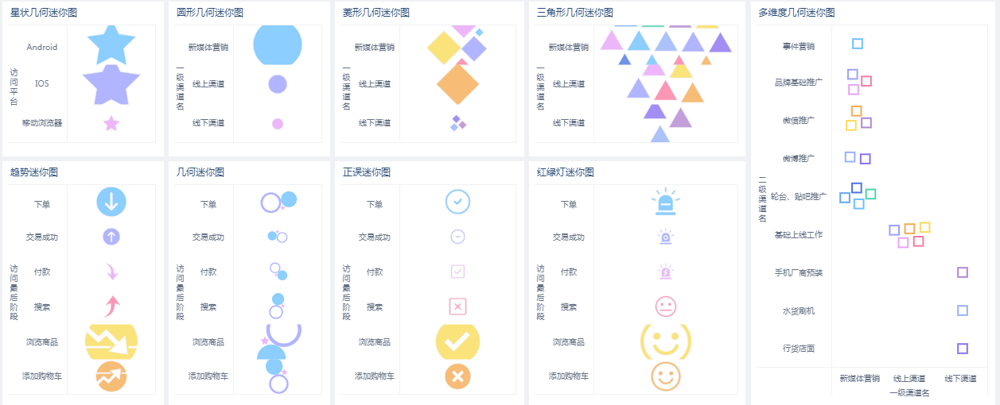 星状几何迷你图
Android
IOS
移动浏览器
访问平台
圆形几何迷你图
新媒体营销
线上渠道
线下渠道
一级渠道名
菱形几何迷你图
新媒体营销
线上渠道
线下渠道
一级渠道名
三角形几何迷你图
新媒体营销
线上渠道
线下渠道
一级渠道名
多维度几何迷你图
事件营销
品牌基础推广
微信推广
微博推广
轮台、贴吧推广
基础上线工作
手机厂商预装
水货刷机
行货店面
二级渠道名
新媒体营销 线上渠道 线下渠道
一级渠道名
趋势迷你图
下单
交易成功
付款
搜索
浏览商品
添加购物车
访问最后阶段
几何迷你图
下单
交易成功
付款
搜索
浏览商品
添加购物车
访问最后阶段
正误迷你图
下单
交易成功
付款
搜索
浏览商品
添加购物车
访问最后阶段
红绿灯迷你图
下单
交易成功
付款
搜索
浏览商品
添加购物车
访问最后阶段